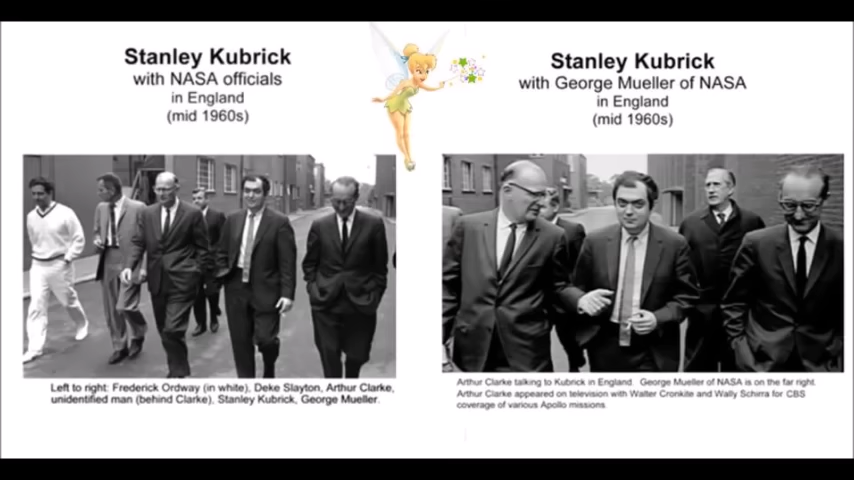 Stanley Kubrick
with NASA officials
in England
(mid 1960s)
Left to right: Frederick Ordway (in white), Deke Slayton, Arthur Clarke,
unidentified man (behind Clarke), Stanley Kubrick, George Mueller.
Stanley Kubrick
with George Mueller of NASA
in England
(mid 1960s)
Arthur Clarke talking to Kubrick in England. George Mueller of NASA is on the far right.
Arthur Clarke appeared on television with Walter Cronkite and Wally Schirra for CBS
coverage of various Apollo missions.